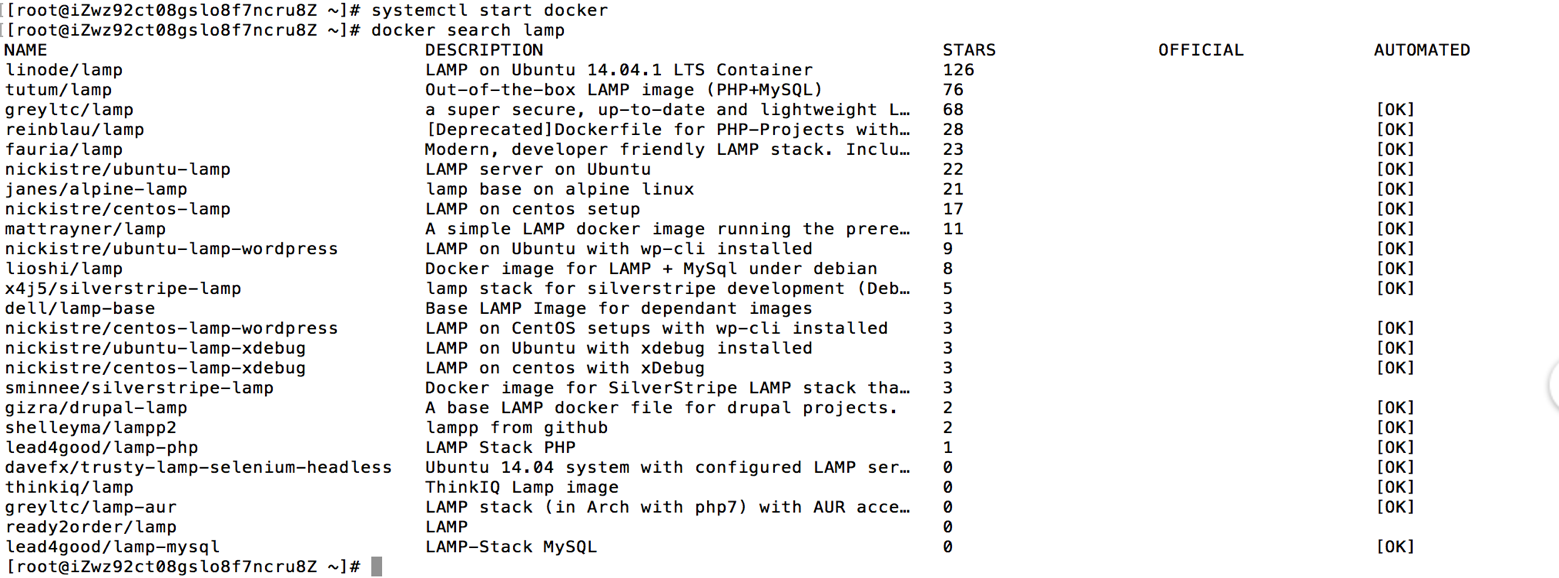 [[root@iZwz92ct08gslo8f7ncru8Z ~]# systemctl start docker
[[root@iZwz92ct08gslo8f7ncru8Z ~]# docker search lamp
NAME DESCRIPTION STARS OFFICIAL AUTOMATED
linode/lamp LAMP on Ubuntu 14.04.1 LTS Container 126
tutum/lamp Out-of-the-box LAMP image (PHP+MySQL) 76
greyltc/lamp a super secure, up-to-date and lightweight L… 68 [OK]
reinblau/lamp [Deprecated]Dockerfile for PHP-Projects with… 28 [OK]
fauria/lamp Modern, developer friendly LAMP stack. Inclu… 23 [OK]
nickistre/ubuntu-lamp LAMP server on Ubuntu 22 [OK]
janes/alpine-lamp lamp base on alpine linux 21 [OK]
nickistre/centos-lamp LAMP on centos setup 17 [OK]
mattrayner/lamp A simple LAMP docker image running the prere… 11 [OK]
nickistre/ubuntu-lamp-wordpress LAMP on Ubuntu with wp-cli installed 9 [OK]
lioshi/lamp Docker image for LAMP + MySql under debian 8 [OK]
x4j5/silverstripe-lamp lamp stack for silverstripe development (Deb… 5 [OK]
dell/lamp-base Base LAMP Image for dependant images 3
nickistre/centos-lamp-wordpress LAMP on CentOS setups with wp-cli installed 3 [OK]
nickistre/ubuntu-lamp-xdebug LAMP on Ubuntu with xdebug installed 3 [OK]
nickistre/centos-lamp-xdebug LAMP on centos with xDebug 3 [OK]
sminnee/silverstripe-lamp Docker image for SilverStripe LAMP stack tha… 3
gizra/drupal-lamp A base LAMP docker file for drupal projects. 2 [OK]
shelleyma/lampp2 lampp from github 2 [OK]
lead4good/lamp-php LAMP Stack PHP 1 [OK]
davefx/trusty-lamp-selenium-headless Ubuntu 14.04 system with configured LAMP ser… 0 [OK]
thinkiq/lamp ThinkIQ Lamp image 0 [OK]
greyltc/lamp-aur LAMP stack (in Arch with php7) with AUR acce… 0 [OK]
ready2order/lamp LAMP 0
lead4good/lamp-mysql LAMP-Stack MySQL 0 [OK]
[root@iZwz92ct08gslo8f7ncru8Z ~]#